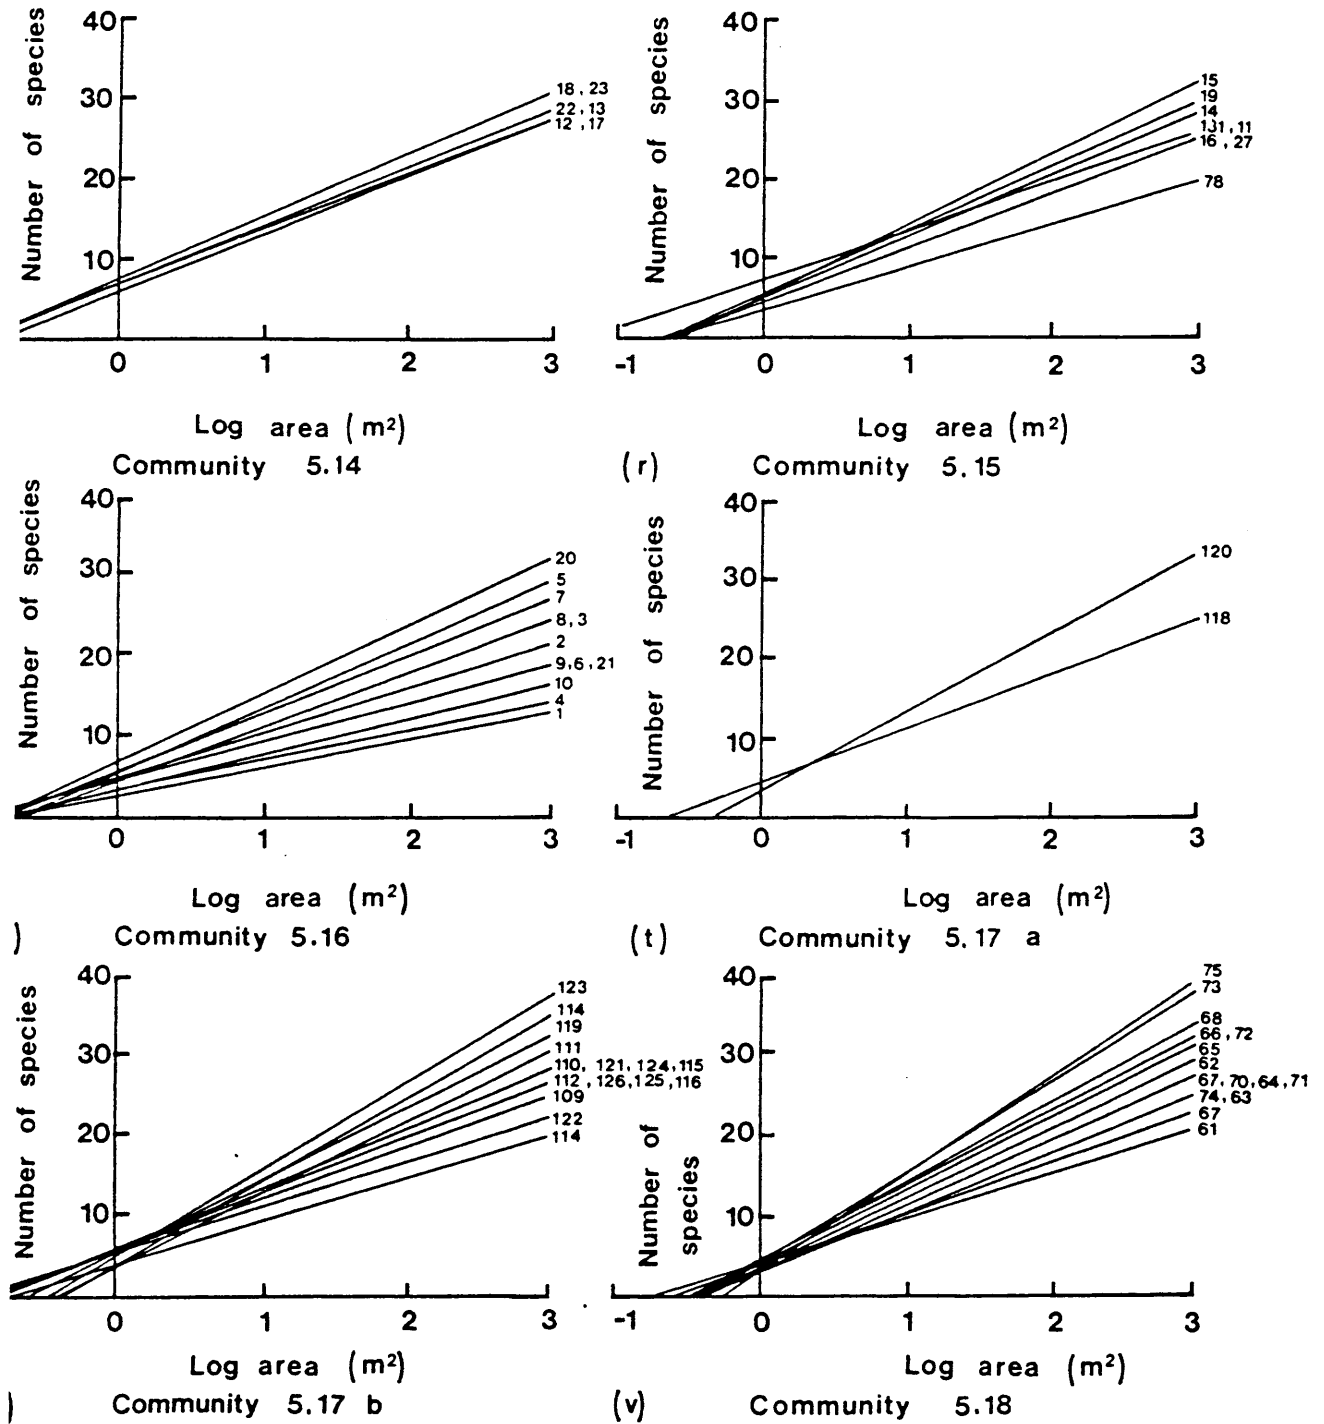 40
30
20
10
Number of species
18, 23
22, 13
12, 17
0 1 2 3
Log area (m²)
Community 5.14
40
30
20
10
Number of species
15
19
14
131, 11
16, 27
78
-1 0 1 2 3
Log area (m²)
(r) Community 5.15
40
30
20
10
Number of species
20
5
7
8, 3
2
9, 6, 21
10
4
1
0 1 2 3
Log area (m²)
) Community 5.16
40
30
20
10
Number of species
120
118
-1 0 1 2 3
Log area (m²)
(t) Community 5.17 a
40
30
20
10
Number of species
123
114
119
111
110, 121, 124, 115
112, 126, 125, 116
109
122
114
0 1 2 3
Log area (m²)
) Community 5.17 b
40
30
20
10
Number of
species
75
73
68
66, 72
65
62
67, 70, 64, 71
74, 63
67
61
-1 0 1 2 3
Log area (m²)
(v) Community 5.18